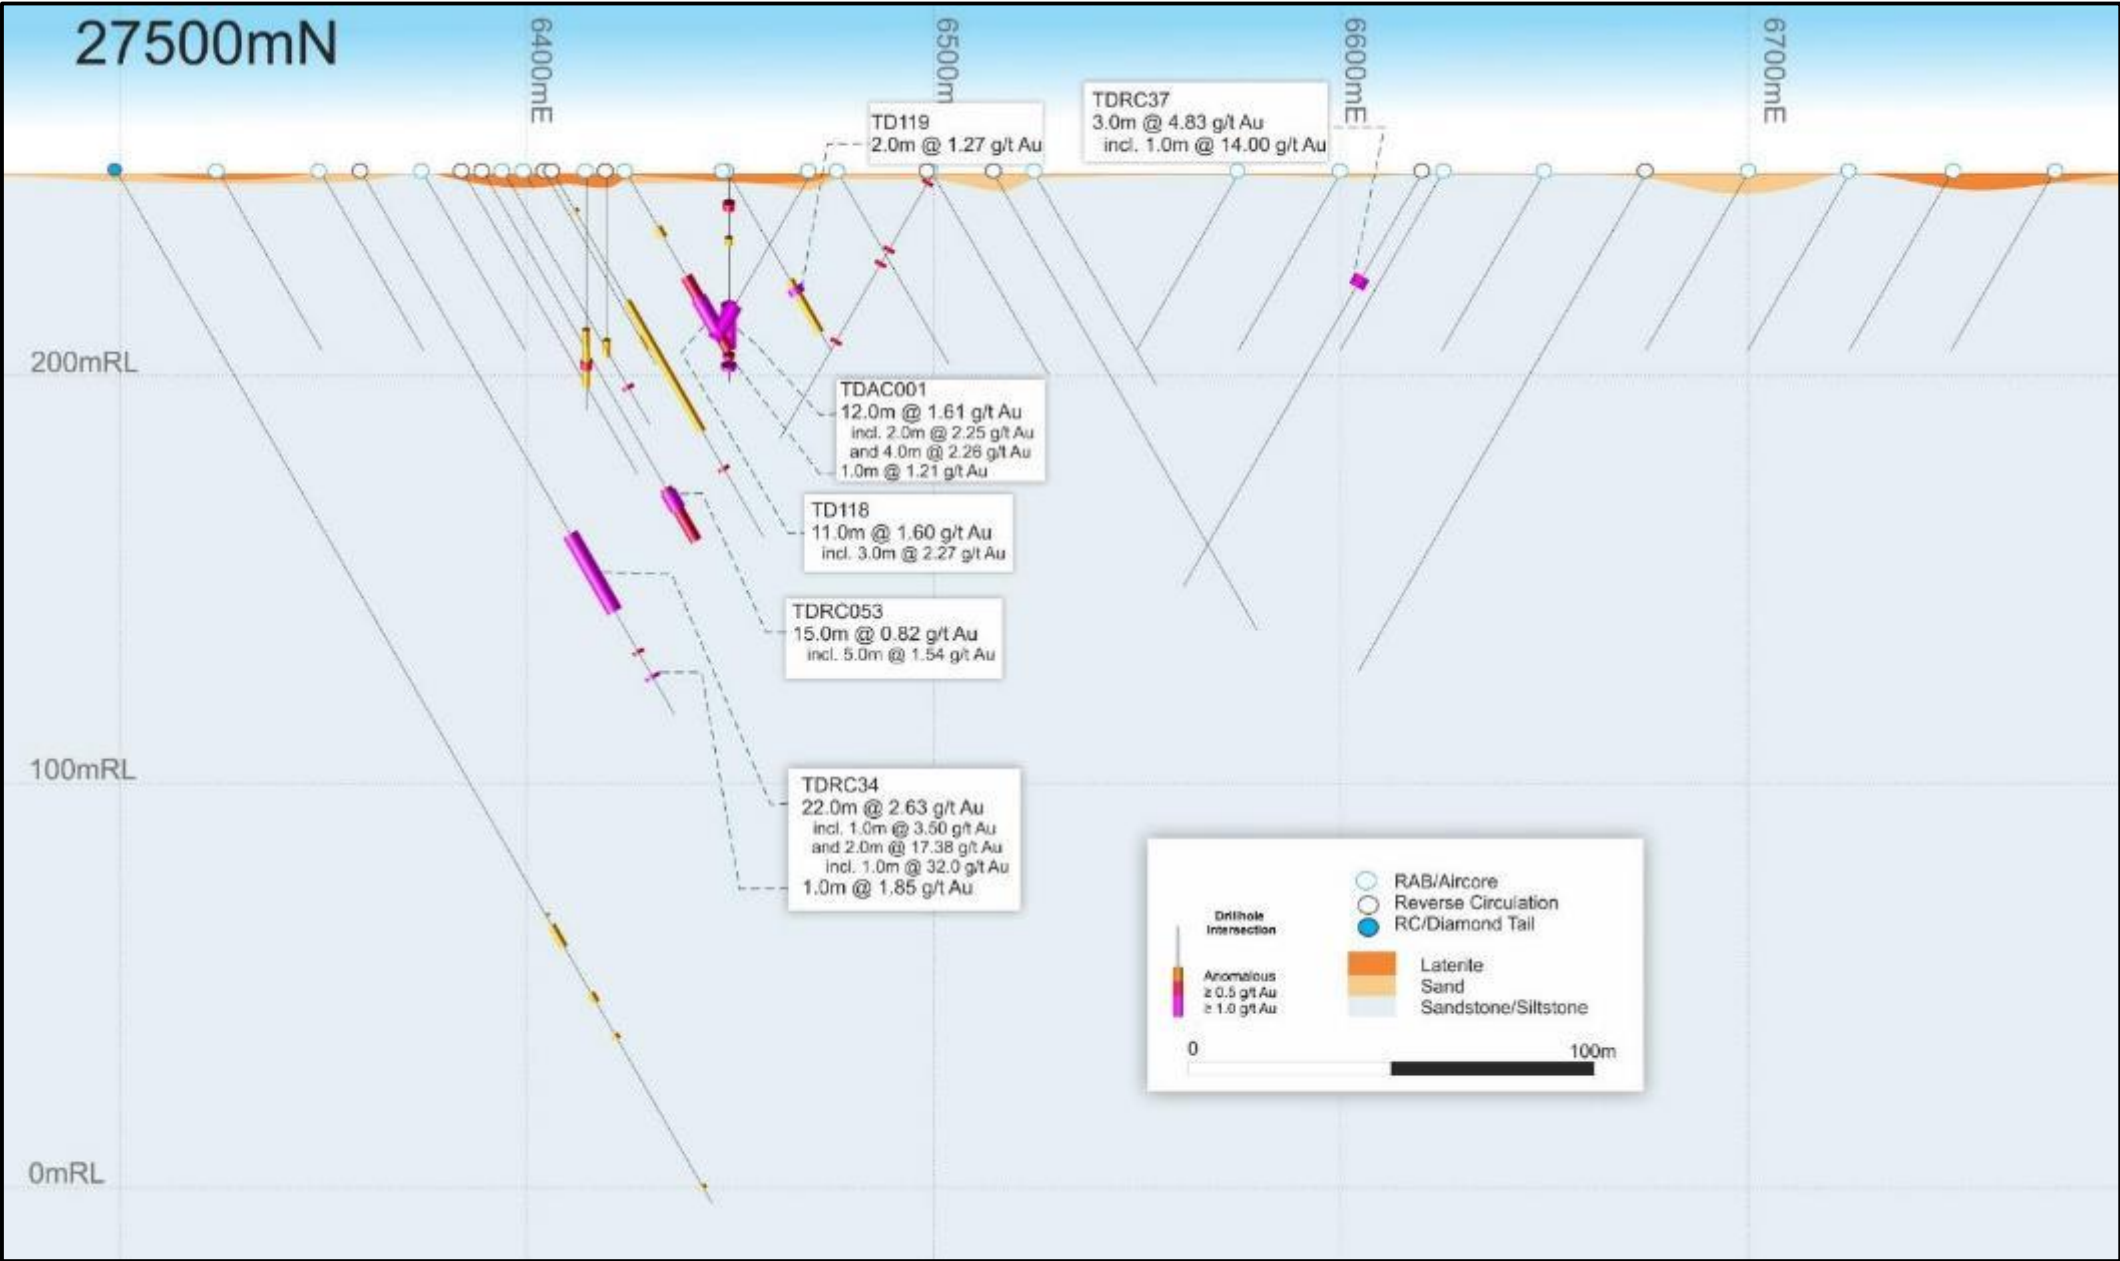 27500mN
6400mE
6500m
6600mE
6700mE
TD119
2.0m @ 1.27 g/t Au
TDRC37
3.0m @ 4.83 g/t Au
incl. 1.0m @ 14.00 g/t Au
200mRL
TDAC001
12.0m @ 1.61 g/t Au
incl. 2.0m @ 2.25 g/t Au
and 4.0m @ 2.26 g/t Au
1.0m @ 1.21 g/t Au
TD118
11.0m @ 1.60 g/t Au
incl. 3.0m @ 2.27 g/t Au
TDRC053
15.0m @ 0.82 g/t Au
incl. 5.0m @ 1.54 g/t Au
100mRL
TDRC34
22.0m @ 2.63 g/t Au
incl. 1.0m @ 3.50 g/t Au
and 2.0m @ 17.38 g/t Au
incl. 1.0m @ 32.0 g/t Au
1.0m @ 1.85 g/t Au
0mRL
Drillhole
Intersection
Anomalous
≥ 0.5 g/t Au
≥ 1.0 g/t Au
RAB/Aircore
Reverse Circulation
RC/Diamond Tail
Laterite
Sand
Sandstone/Siltstone
0
100m